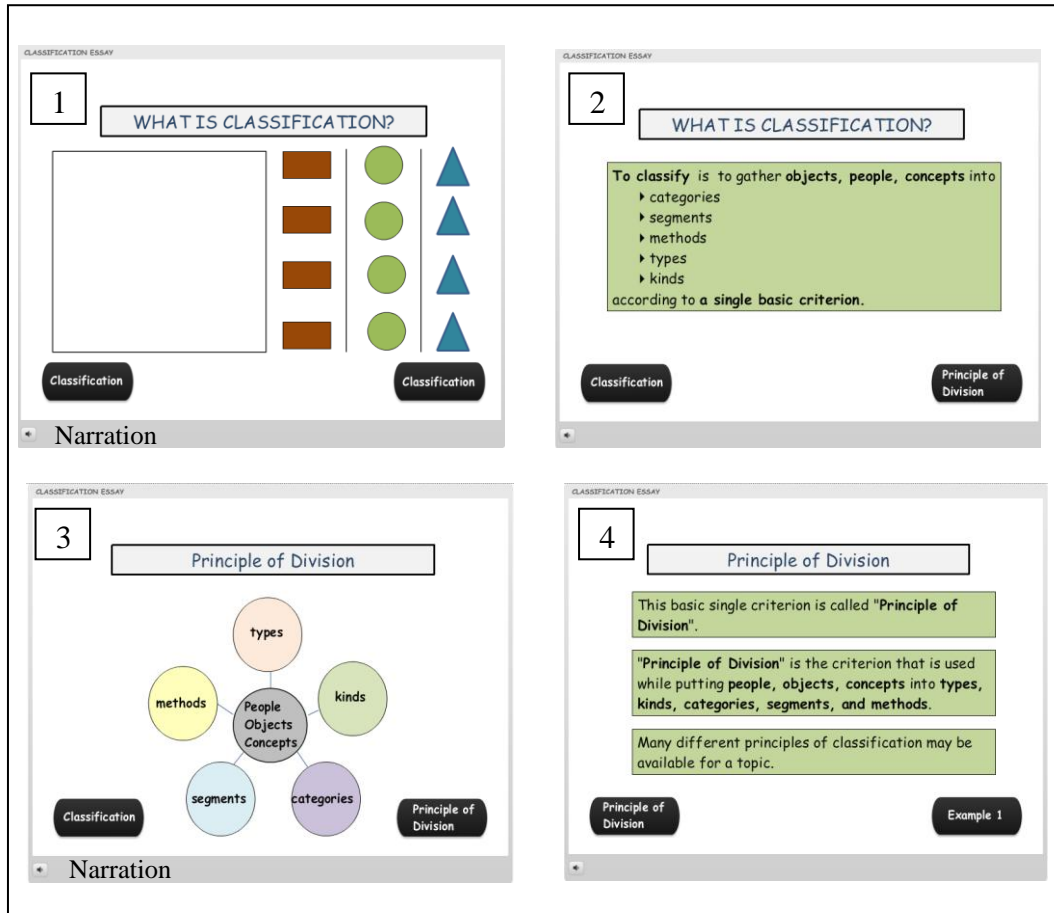 CLASSIFICATION ESSAY
1
WHAT IS CLASSIFICATION?
Classification
Classification
Narration
CLASSIFICATION ESSAY
2
WHAT IS CLASSIFICATION?
To classify is to gather objects, people, concepts into
categories
segments
methods
types
kinds
according to a single basic criterion.
Classification
Principle of
Division
CLASSIFICATION ESSAY
3
Principle of Division
types
methods
kinds
People
Objects
Concepts
segments
categories
Classification
Principle of
Division
Narration
CLASSIFICATION ESSAY
4
Principle of Division
This basic single criterion is called "Principle of
Division".
"Principle of Division" is the criterion that is used
while putting people, objects, concepts into types,
kinds, categories, segments, and methods.
Many different principles of classification may be
available for a topic.
Principle of
Division
Example 1